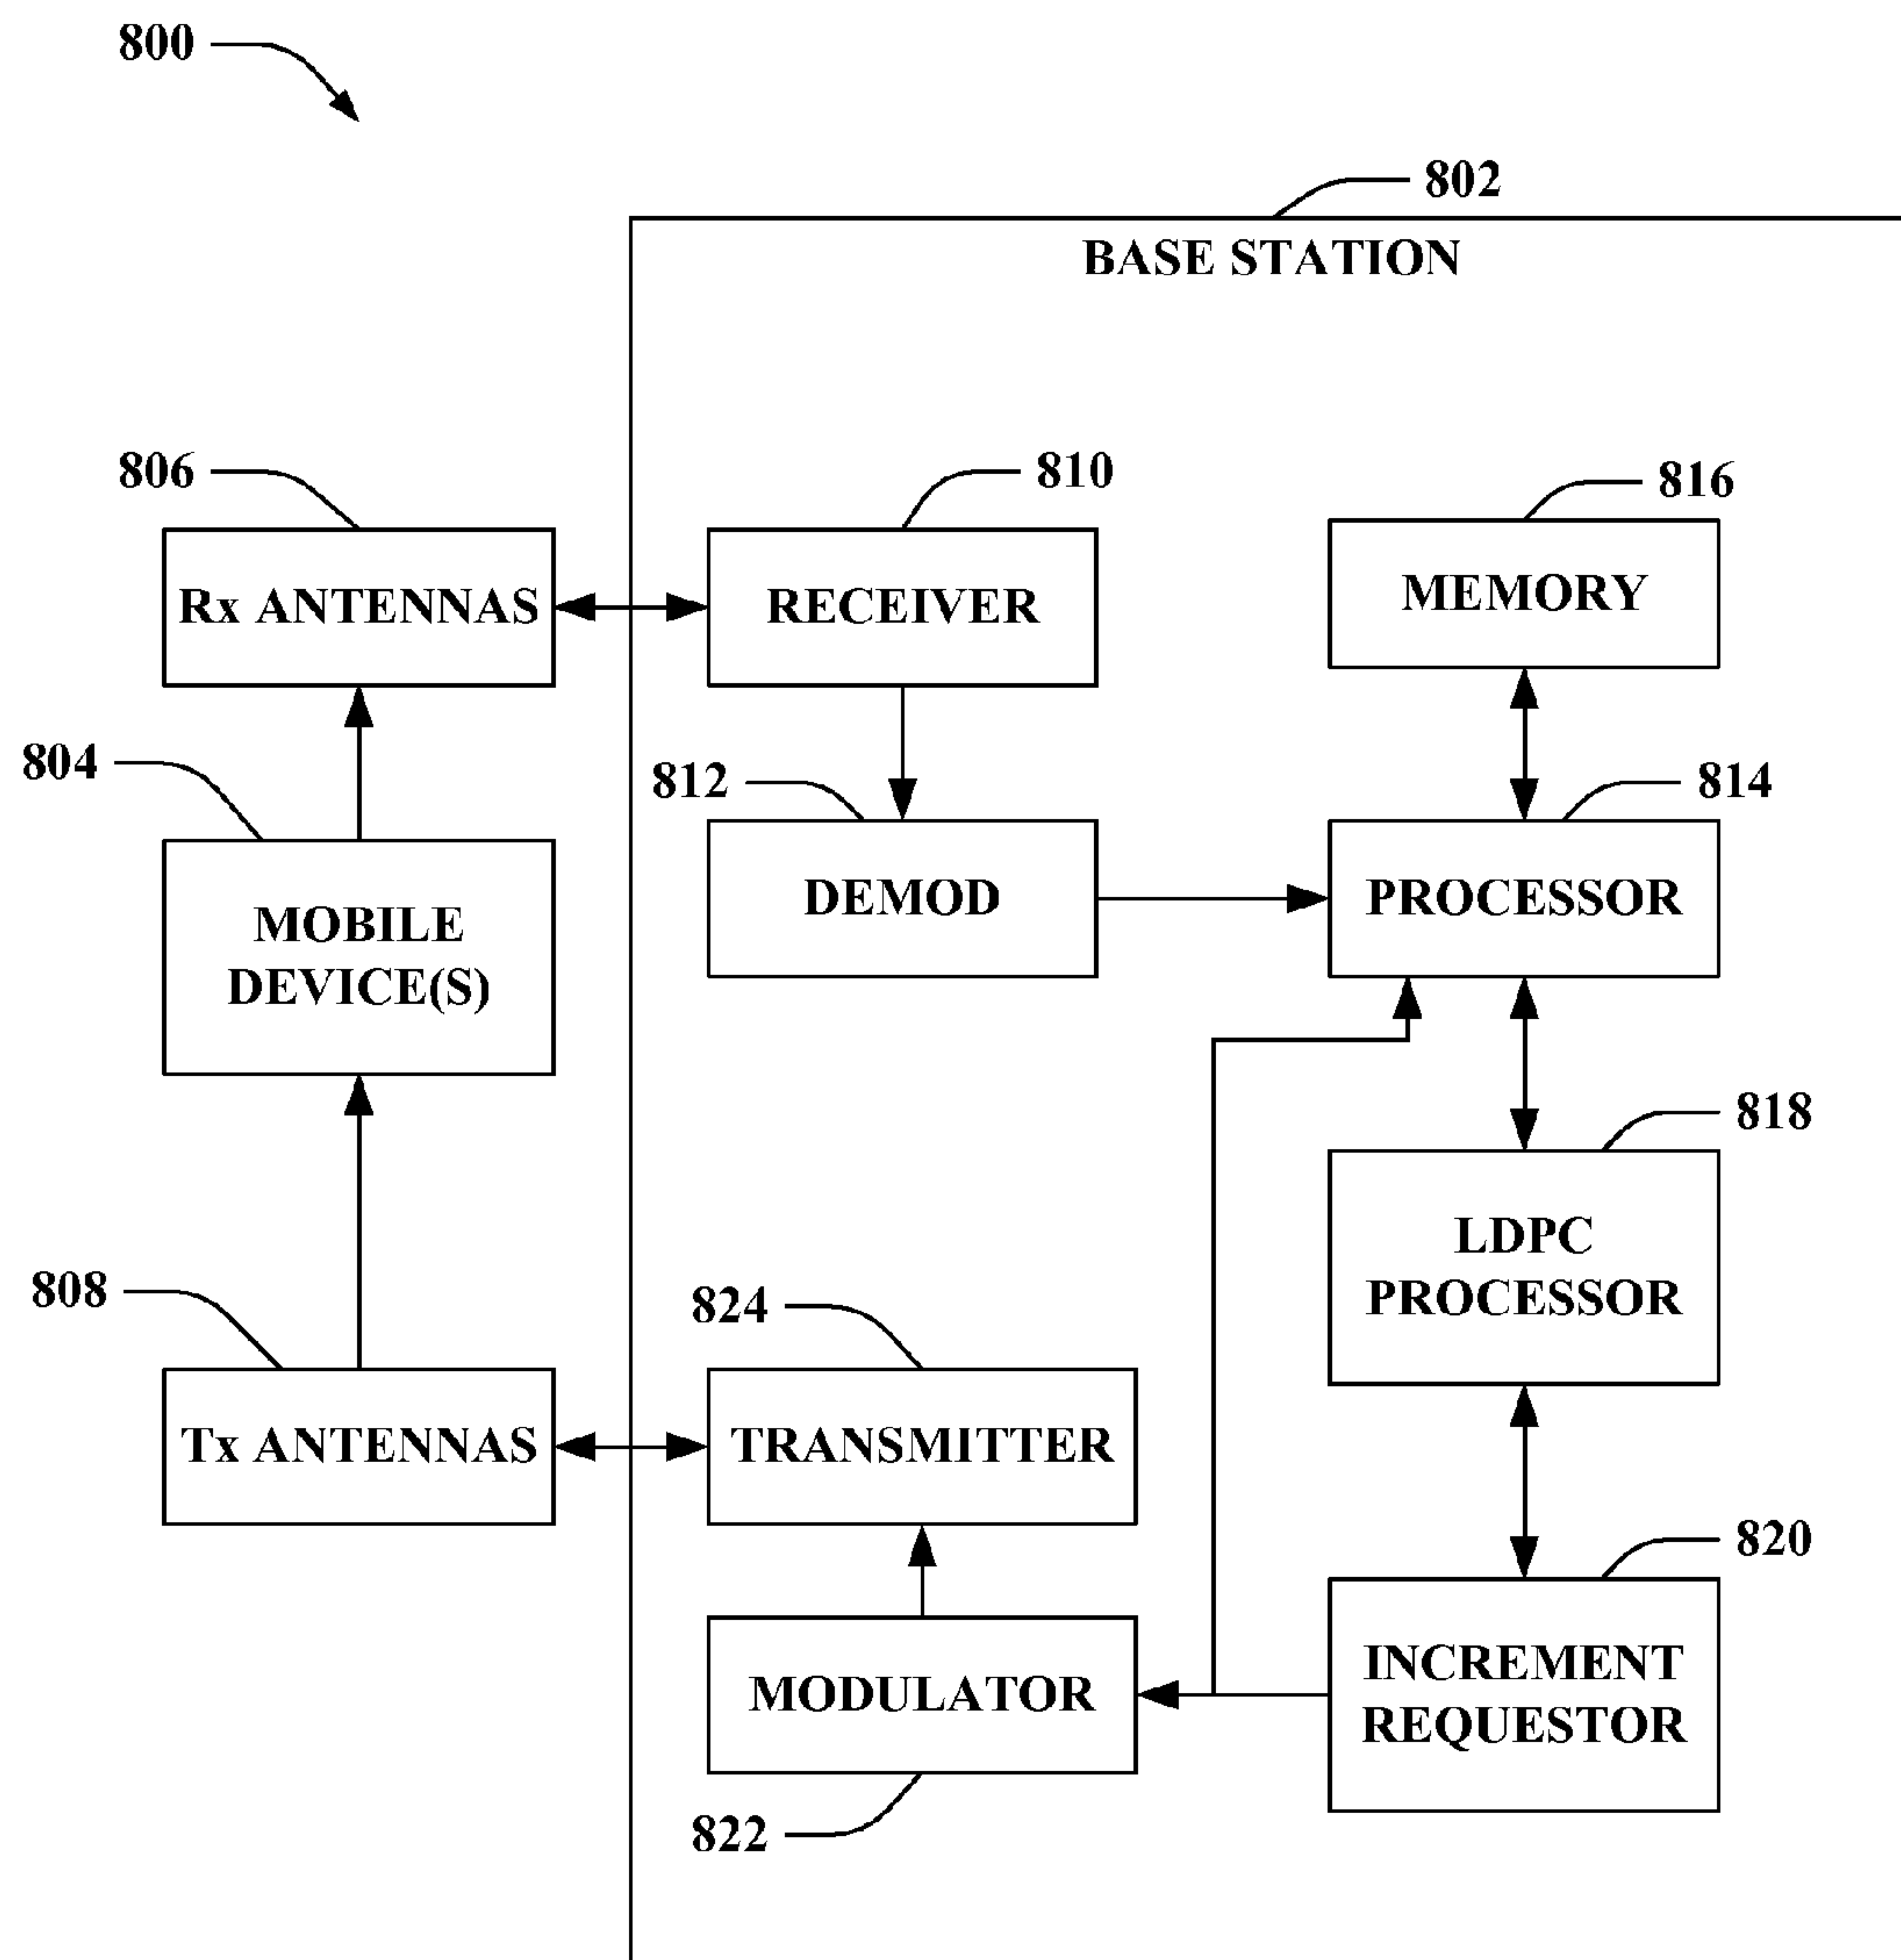 800
802
BASE STATION
806
810
816
Rx ANTENNAS
RECEIVER
MEMORY
804
812
814
MOBILE
DEVICE(S)
DEMOD
PROCESSOR
818
LDPC
PROCESSOR
808
824
Tx ANTENNAS
TRANSMITTER
820
MODULATOR
INCREMENT
REQUESTOR
822